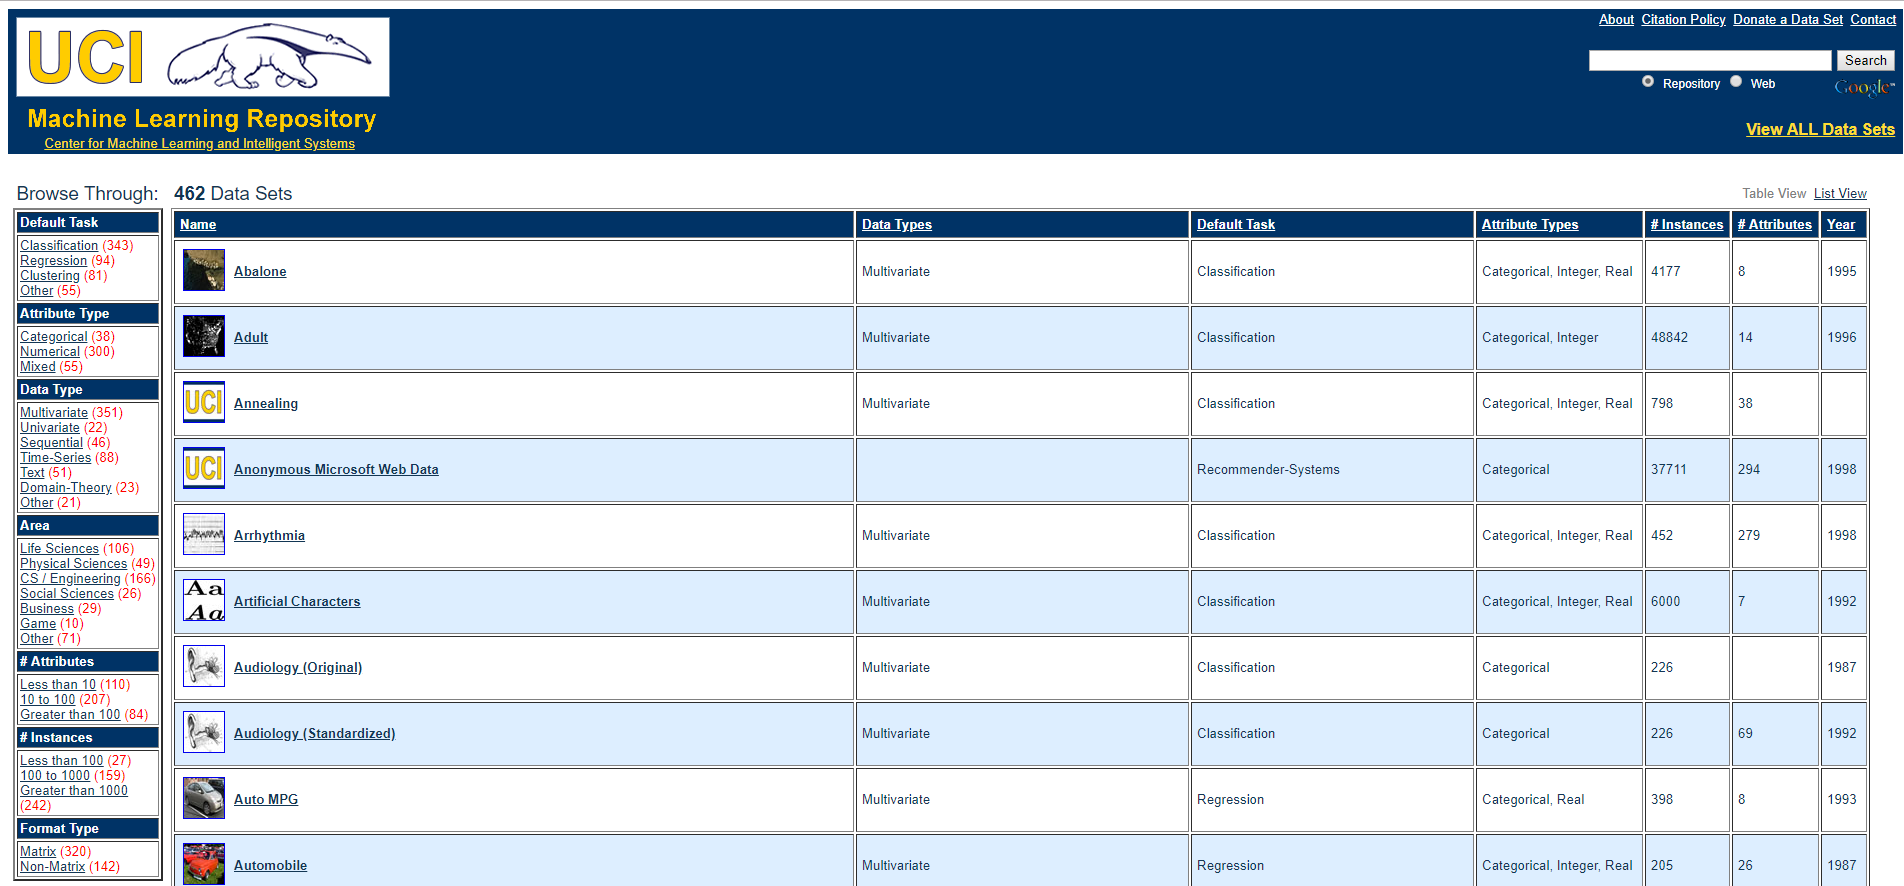 UCI
Machine Learning Repository
Center for Machine Learning and Intelligent Systems
About Citation Policy Donate a Data Set Contact
Search
Repository Web Google™
View ALL Data Sets
Browse Through:
Default Task
Classification (343)
Regression (94)
Clustering (81)
Other (55)
Attribute Type
Categorical (38)
Numerical (300)
Mixed (55)
Data Type
Multivariate (351)
Univariate (22)
Sequential (46)
Time-Series (88)
Text (51)
Domain-Theory (23)
Other (21)
Area
Life Sciences (106)
Physical Sciences (49)
CS / Engineering (166)
Social Sciences (26)
Business (29)
Game (10)
Other (71)
# Attributes
Less than 10 (110)
10 to 100 (207)
Greater than 100 (84)
# Instances
Less than 100 (27)
100 to 1000 (159)
Greater than 1000
(242)
Format Type
Matrix (320)
Non-Matrix (142)
462 Data Sets
Table View List View
Name Data Types Default Task Attribute Types # Instances # Attributes Year
Abalone Multivariate Classification Categorical, Integer, Real 4177 8 1995
Adult Multivariate Classification Categorical, Integer 48842 14 1996
UCI Annealing Multivariate Classification Categorical, Integer, Real 798 38
UCI Anonymous Microsoft Web Data Recommender-Systems Categorical 37711 294 1998
Arrhythmia Multivariate Classification Categorical, Integer, Real 452 279 1998
Aa
Aa
Artificial Characters Multivariate Classification Categorical, Integer, Real 6000 7 1992
Audiology (Original) Multivariate Classification Categorical 226 1987
Audiology (Standardized) Multivariate Classification Categorical 226 69 1992
Auto MPG Multivariate Regression Categorical, Real 398 8 1993
Automobile Multivariate Regression Categorical, Integer, Real 205 26 1987